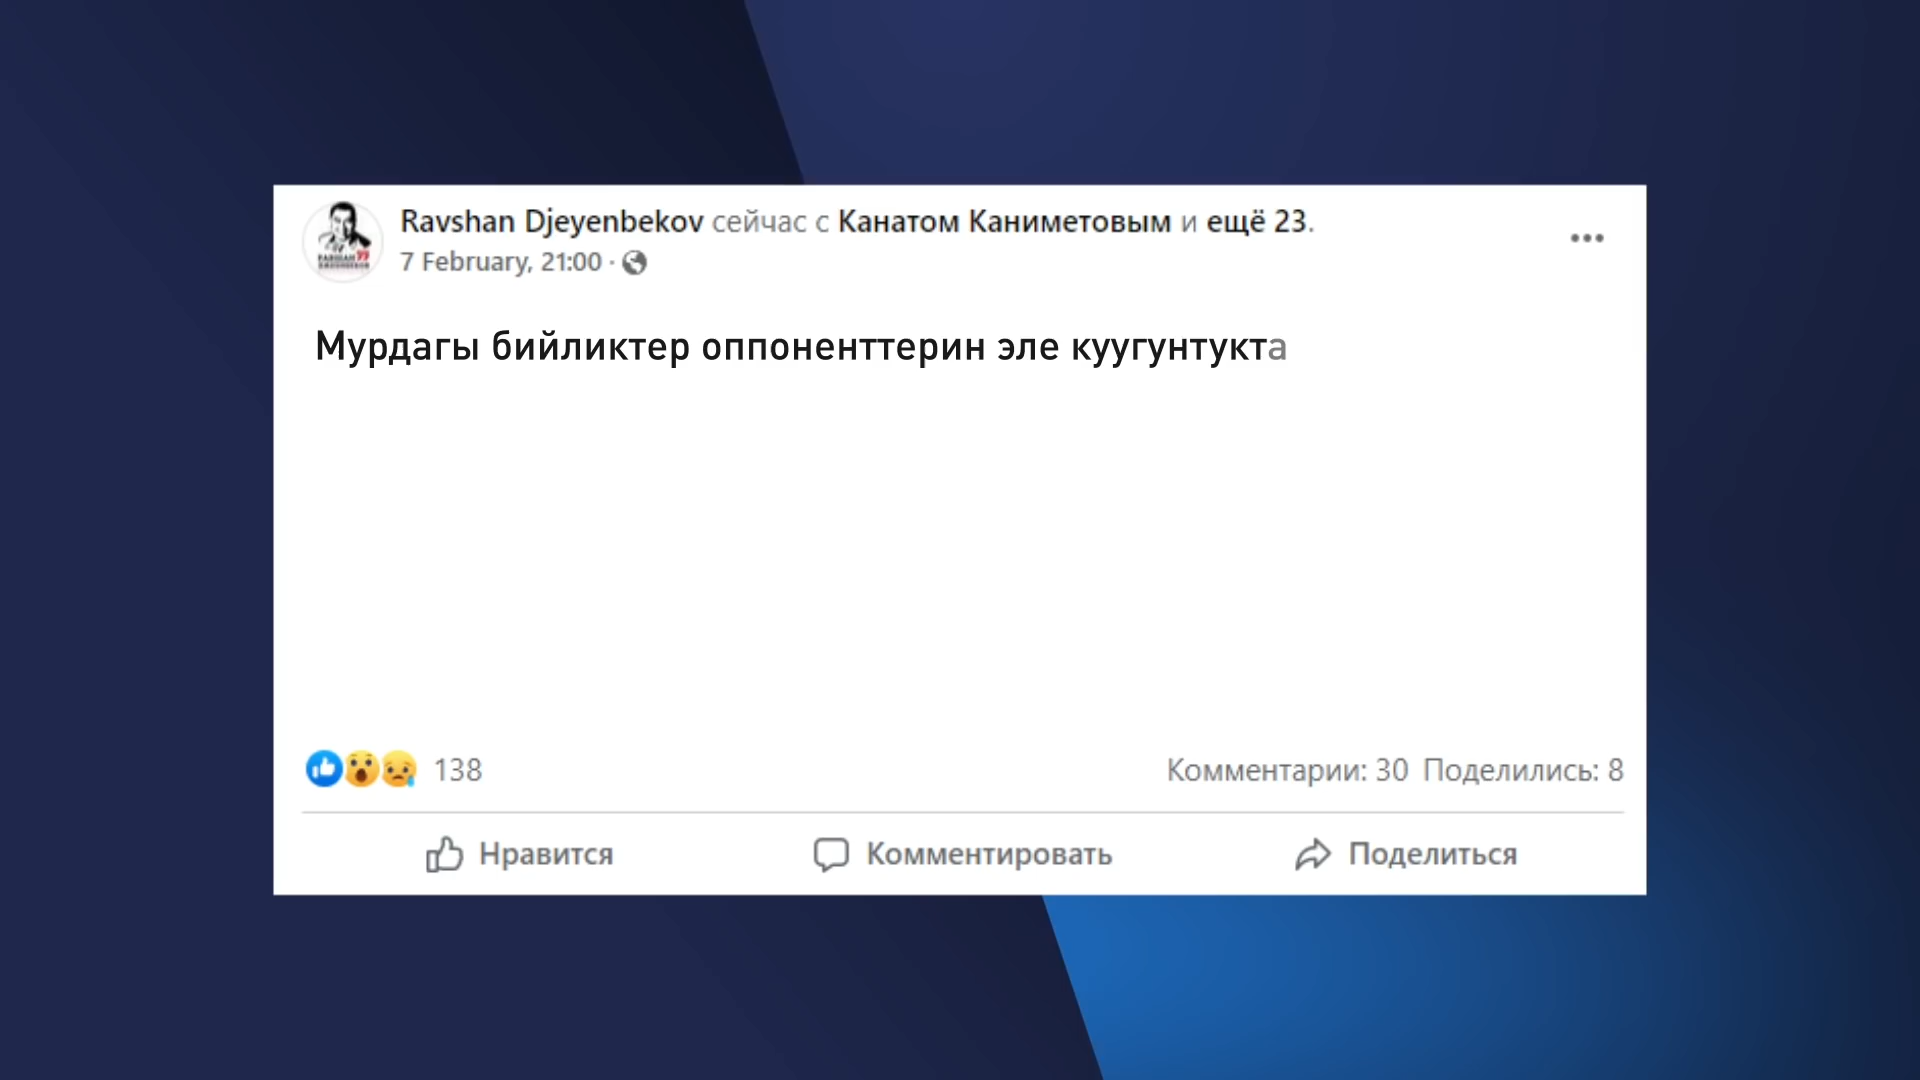 Ravshan Djeyenbekov сейчас с Канатом Каниметовым и ещё 23.
7 February, 21:00 ·
Мурдагы бийликтер оппоненттерин эле куугунтукта
138
Комментарии: 30 Поделились: 8
Нравится
Комментировать
Поделиться